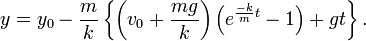 y = y_0 - \frac{m}{k} \left\{ \left( v_0 + \frac{mg}{k} \right) \left( e^{\frac{-k}{m}t} - 1 \right) + gt \right\}.